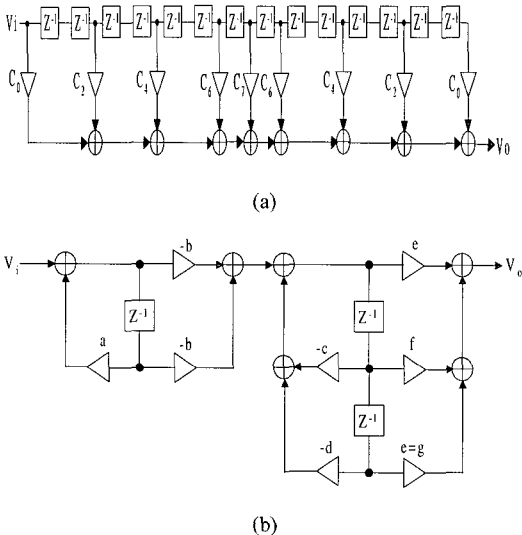 Vi Z⁻¹ Z⁻¹ Z⁻¹ Z⁻¹ Z⁻¹ Z⁻¹ Z⁻¹ Z⁻¹ Z⁻¹ Z⁻¹ Z⁻¹ Z⁻¹ Z⁻¹ Z⁻¹
C₀ C₂ C₄ C₆ C₇ C₆ C₄ C₂ C₀
Vo
(a)
-b e
Vᵢ Vₒ
Z⁻¹ Z⁻¹
a -b -c f
Z⁻¹
-d e=g
(b)